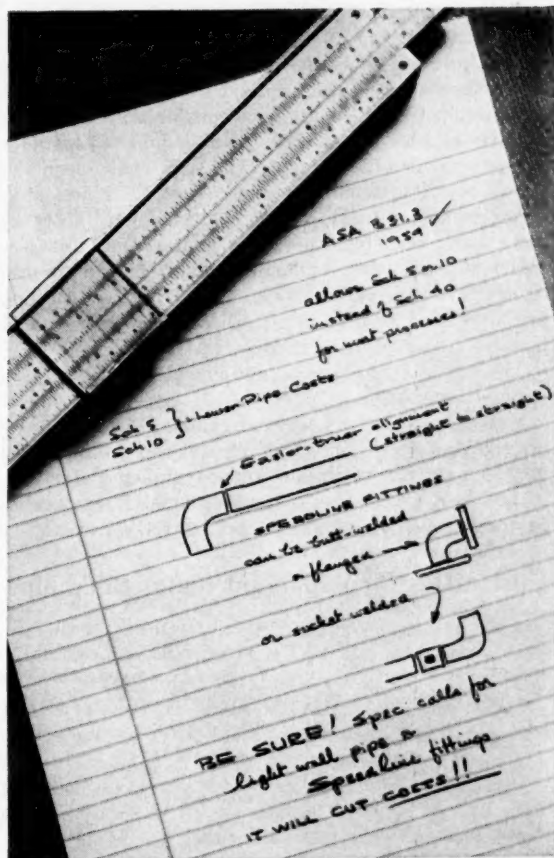 ASA B31.3
1959 ✓
allows Sch 5 or 10
instead of Sch 40
for most processes!
Sch 5
Sch 10 } = Lower Pipe Costs
Easier-truer alignment
(straight to straight)
SPEEDLINE FITTINGS
can be butt-welded
or flanged
or socket welded
BE SURE! Spec. calls for
light wall pipe &
Speedline fittings
IT WILL CUT COSTS!!